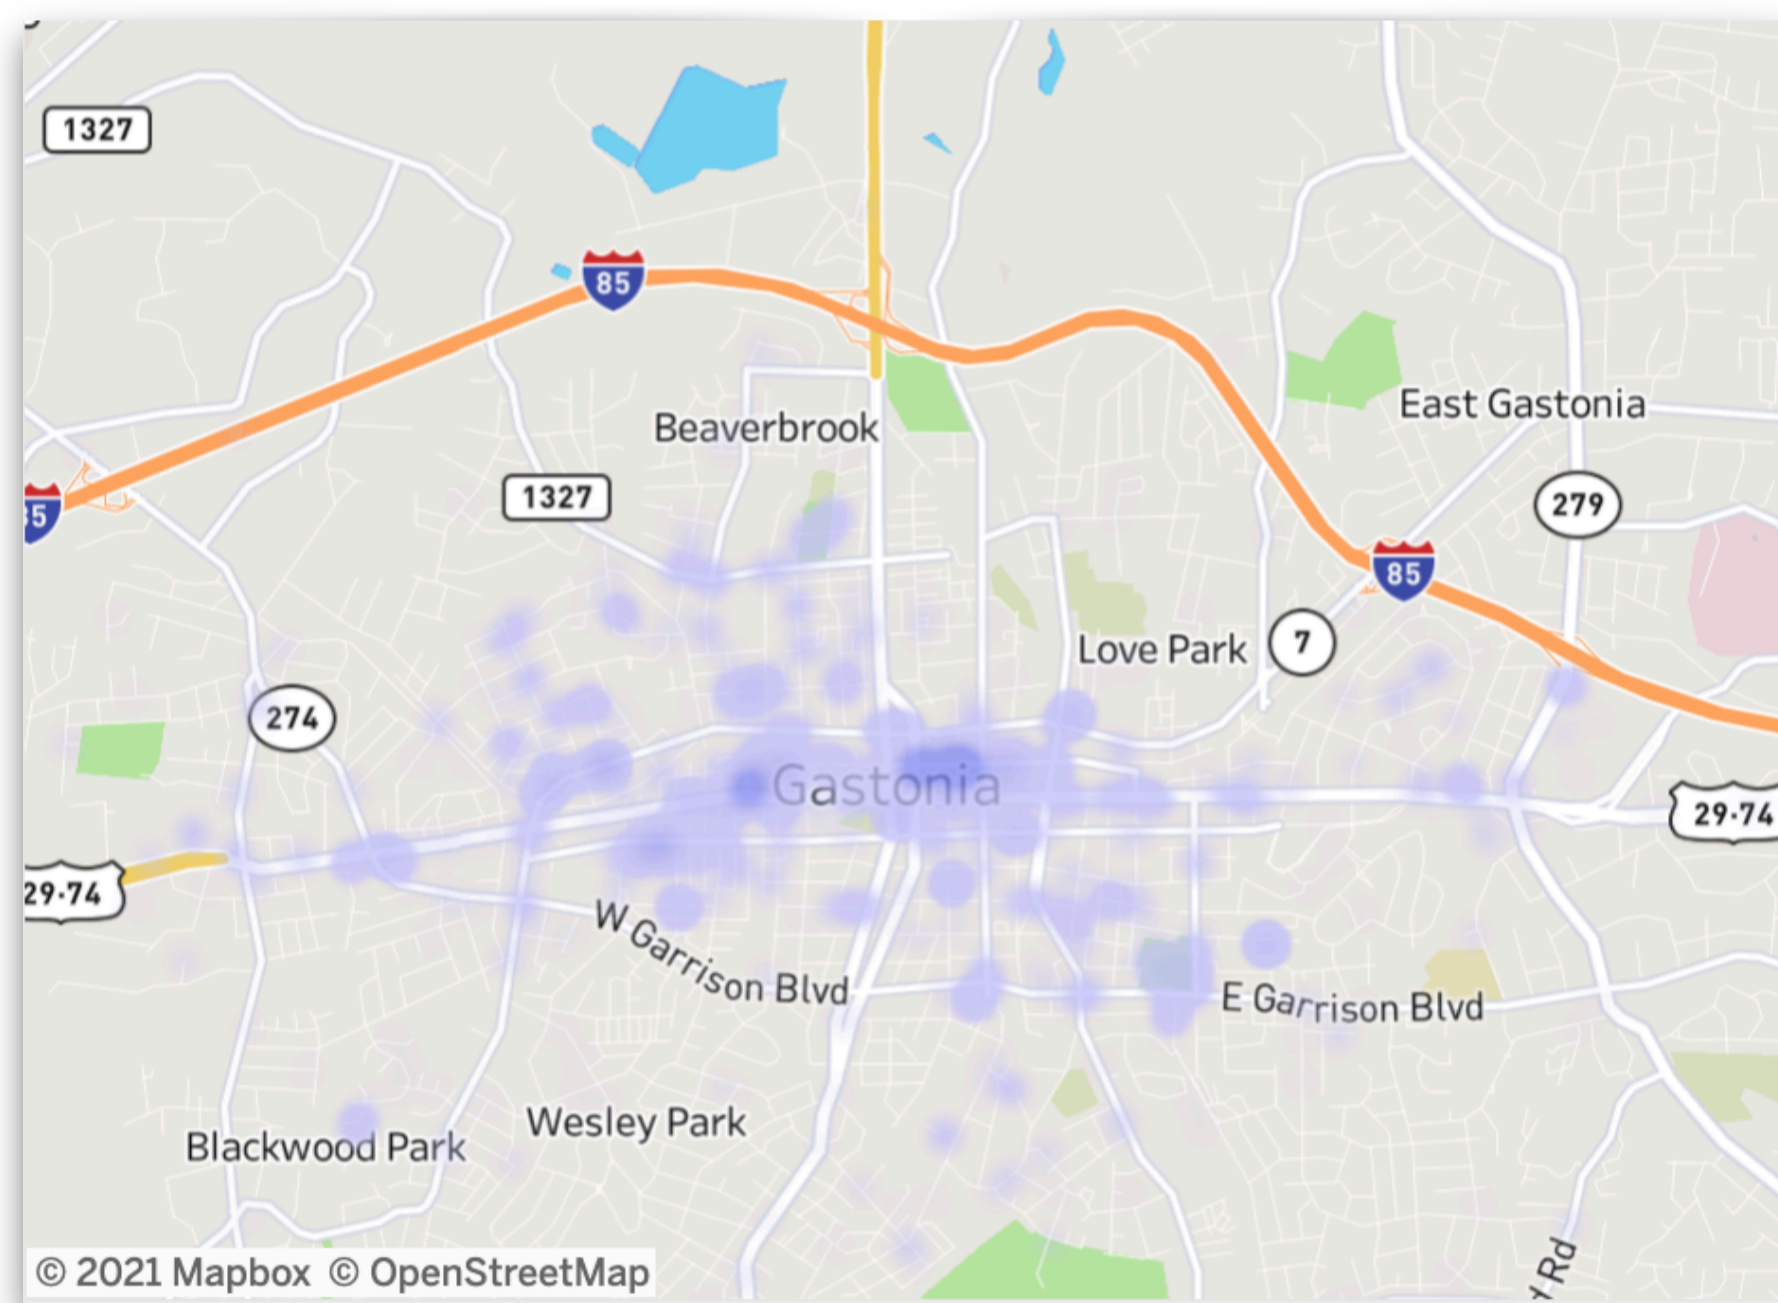 1327
85
Beaverbrook
East Gastonia
1327
279
85
Love Park
7
274
Gastonia
29·74
29·74
W Garrison Blvd
E Garrison Blvd
Wesley Park
Blackwood Park
Rd
© 2021 Mapbox © OpenStreetMap